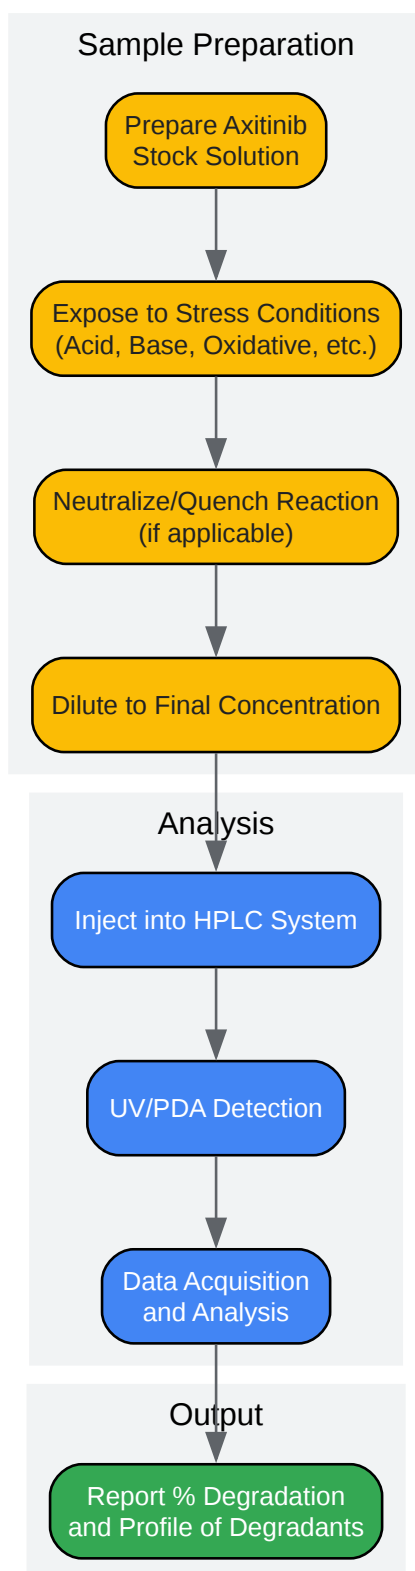 Sample Preparation
Prepare Axitinib
Stock Solution
Expose to Stress Conditions
(Acid, Base, Oxidative, etc.)
Neutralize/Quench Reaction
(if applicable)
Dilute to Final Concentration
Analysis
Inject into HPLC System
UV/PDA Detection
Data Acquisition
and Analysis
Output
Report % Degradation
and Profile of Degradants